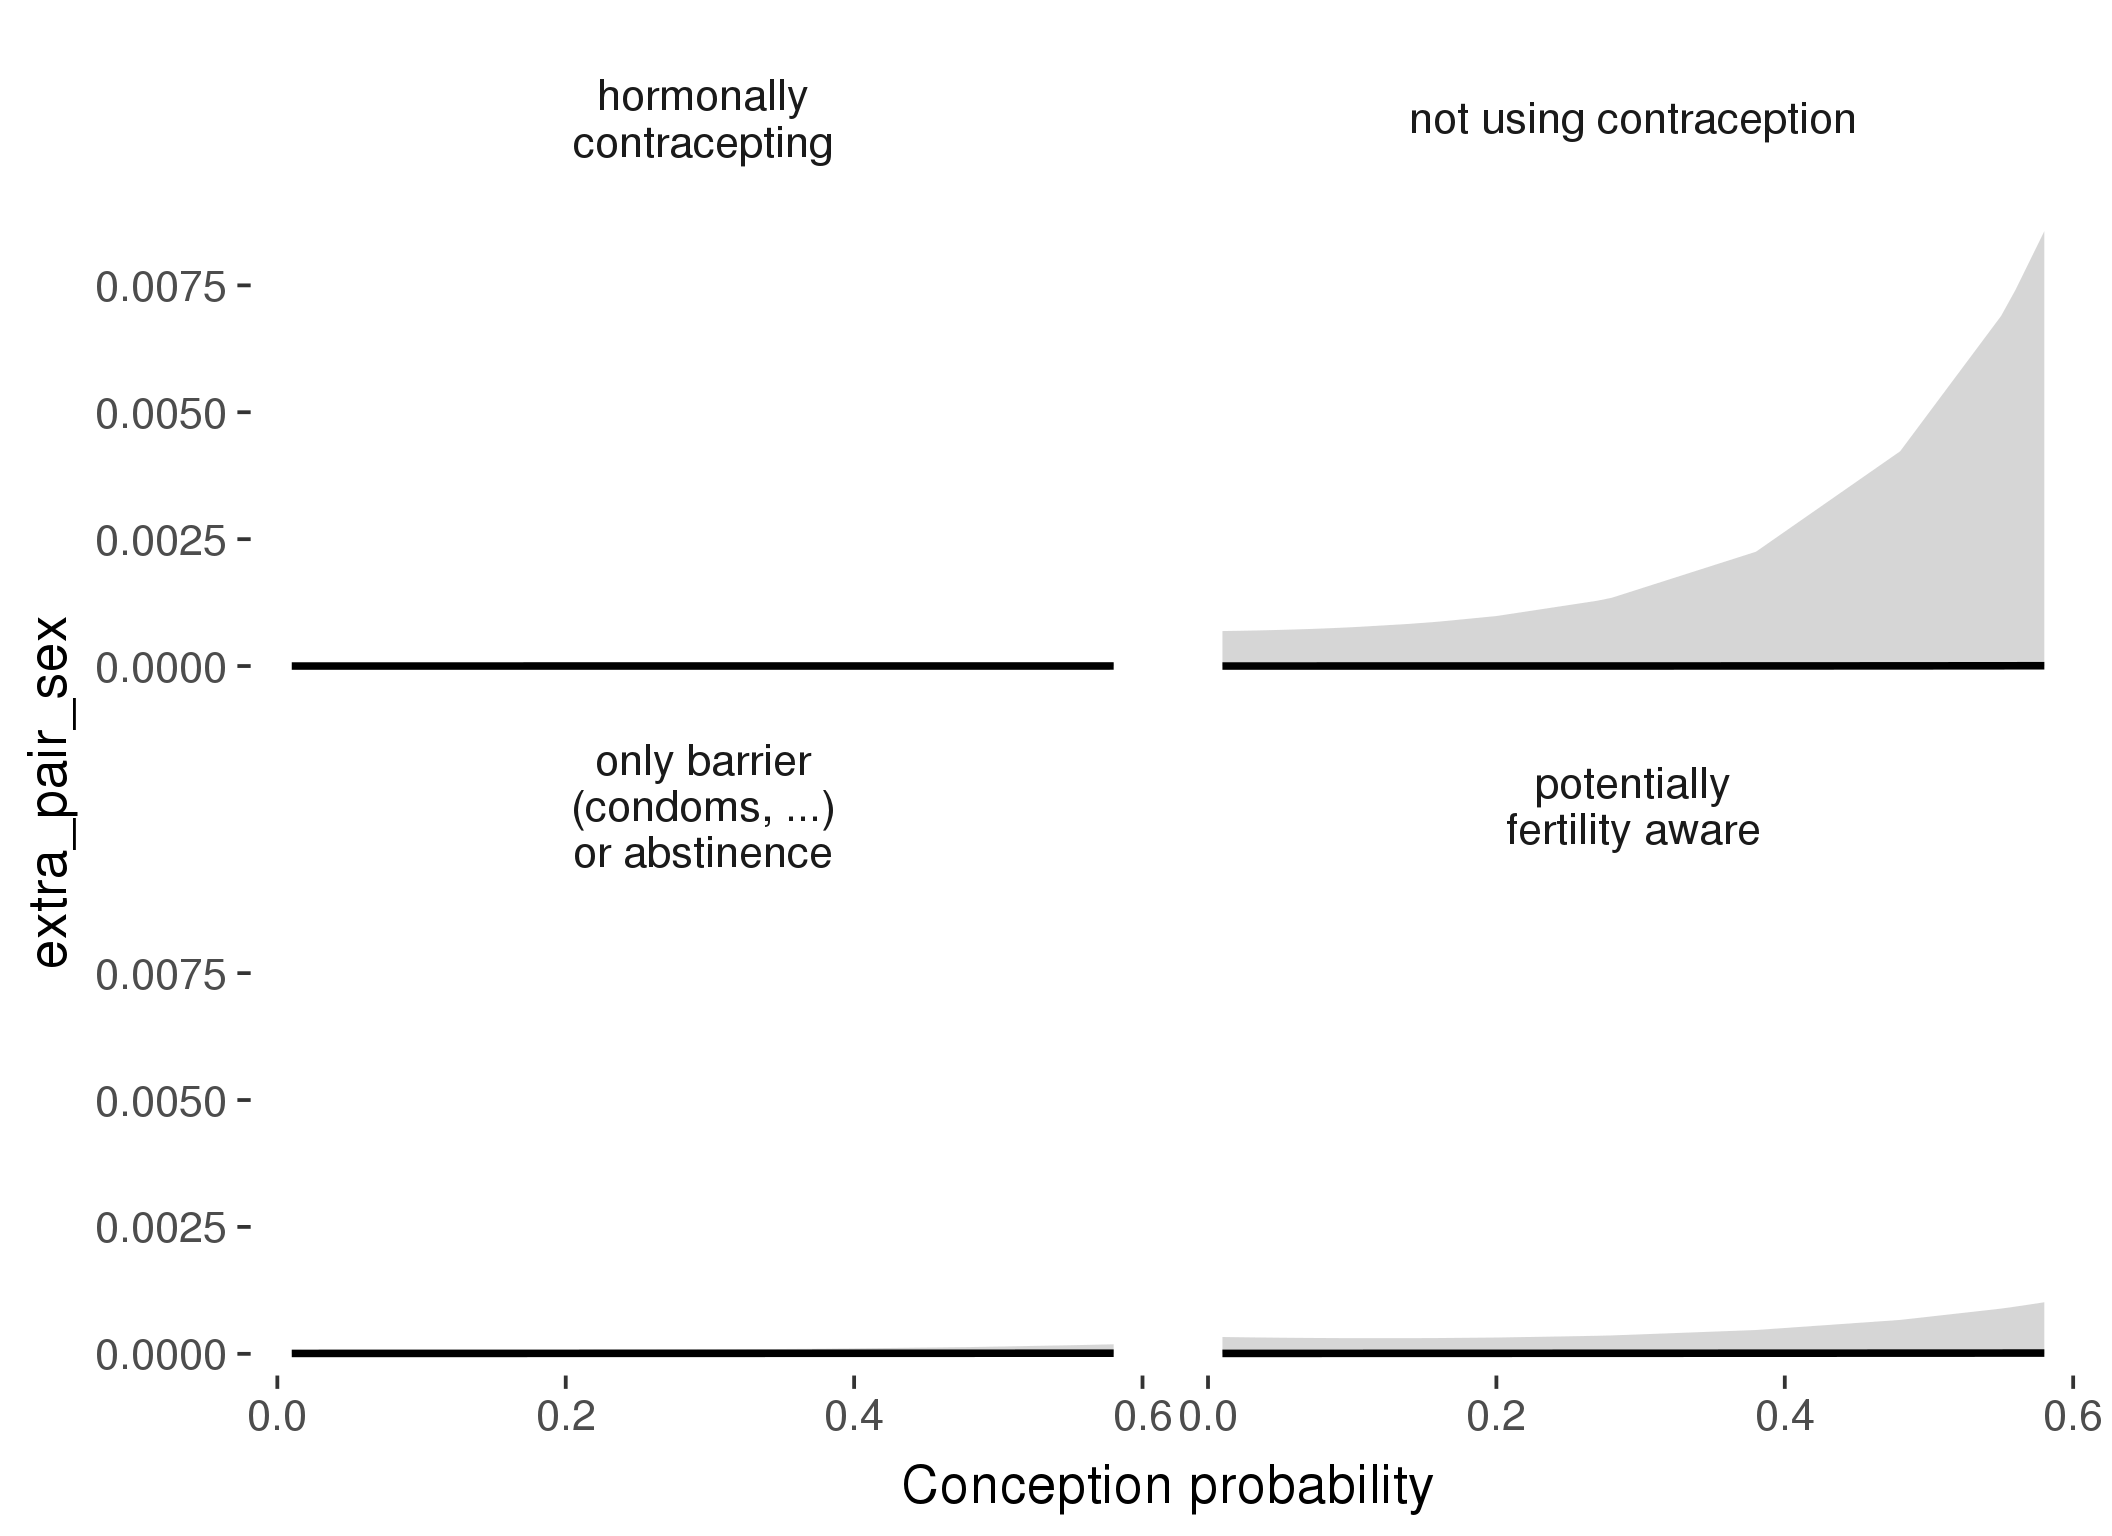 hormonally
contracepting
not using contraception
0.0075
0.0050
0.0025
0.0000
extra_pair_sex
only barrier
(condoms, ...)
or abstinence
potentially
fertility aware
0.0075
0.0050
0.0025
0.0000
0.0 0.2 0.4 0.6 0.0 0.2 0.4 0.6
Conception probability